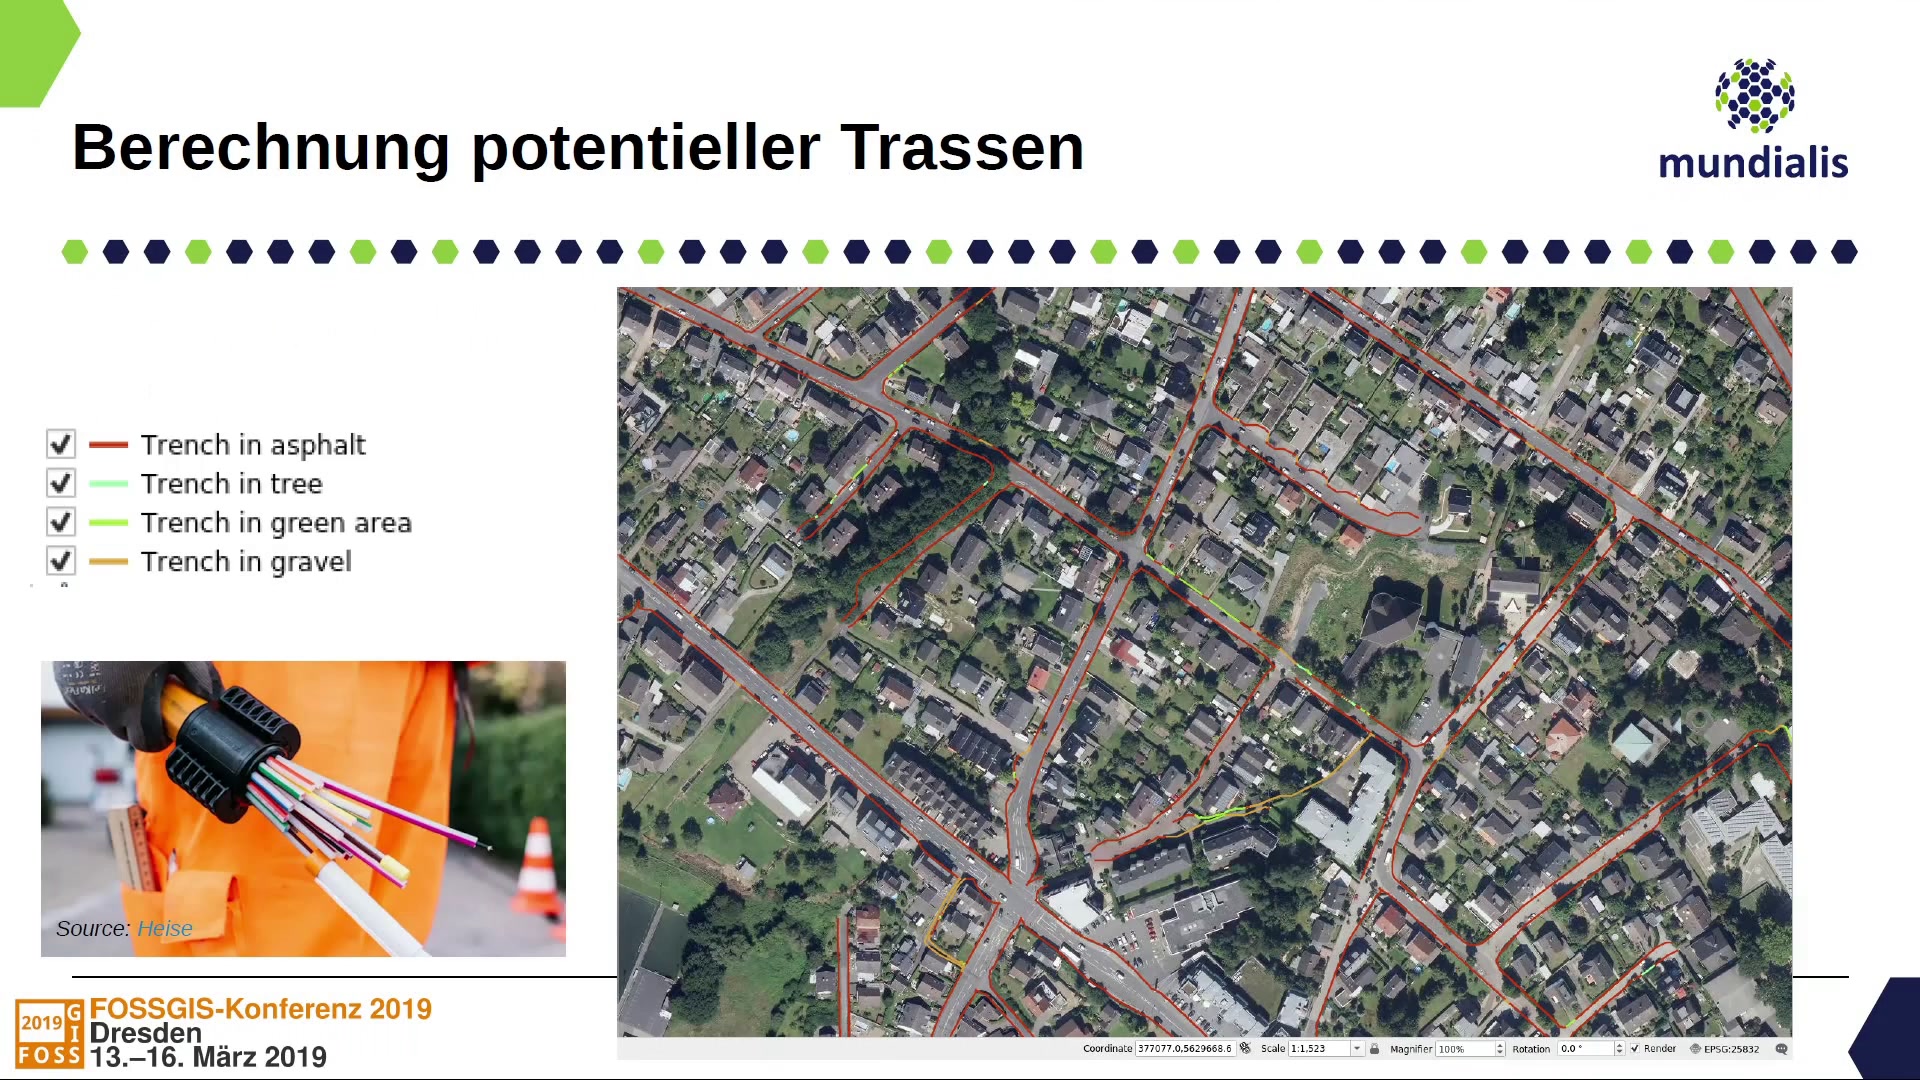 Berechnung potentieller Trassen
mundialis
Trench in asphalt
Trench in tree
Trench in green area
Trench in gravel
Source: Heise
2019 GIS
FOSS
FOSSGIS-Konferenz 2019
Dresden
13.–16. März 2019
Coordinate 377077.0,5629668.6 Scale 1:1.523 Magnifier 100% Rotation 0.0 ° Render EPSG:25832